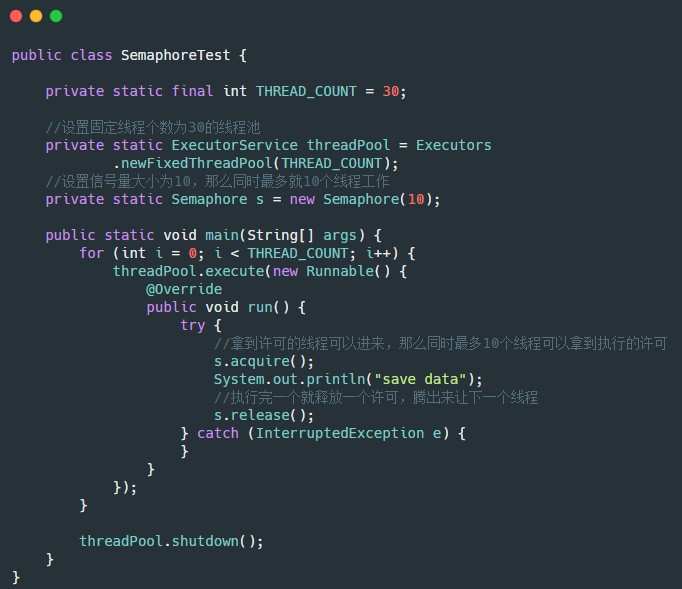 public class SemaphoreTest {
private static final int THREAD_COUNT = 30;
//设置固定线程个数为30的线程池
private static ExecutorService threadPool = Executors
.newFixedThreadPool(THREAD_COUNT);
//设置信号量大小为10，那么同时最多就10个线程工作
private static Semaphore s = new Semaphore(10);
public static void main(String[] args) {
for (int i = 0; i < THREAD_COUNT; i++) {
threadPool.execute(new Runnable() {
@Override
public void run() {
try {
//拿到许可的线程可以进来，那么同时最多10个线程可以拿到执行的许可
s.acquire();
System.out.println("save data");
//执行完一个就释放一个许可，腾出来让下一个线程
s.release();
} catch (InterruptedException e) {
}
}
});
}
threadPool.shutdown();
}
}